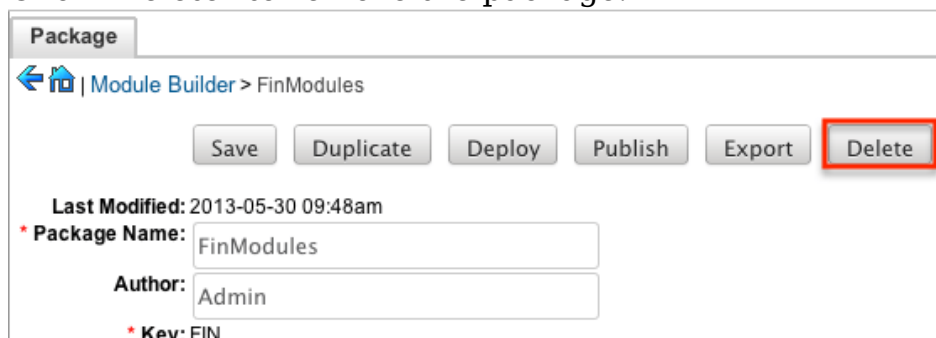 Package
| Module Builder > FinModules
Save Duplicate Deploy Publish Export Delete
Last Modified: 2013-05-30 09:48am
* Package Name: FinModules
Author: Admin
* Key: FIN